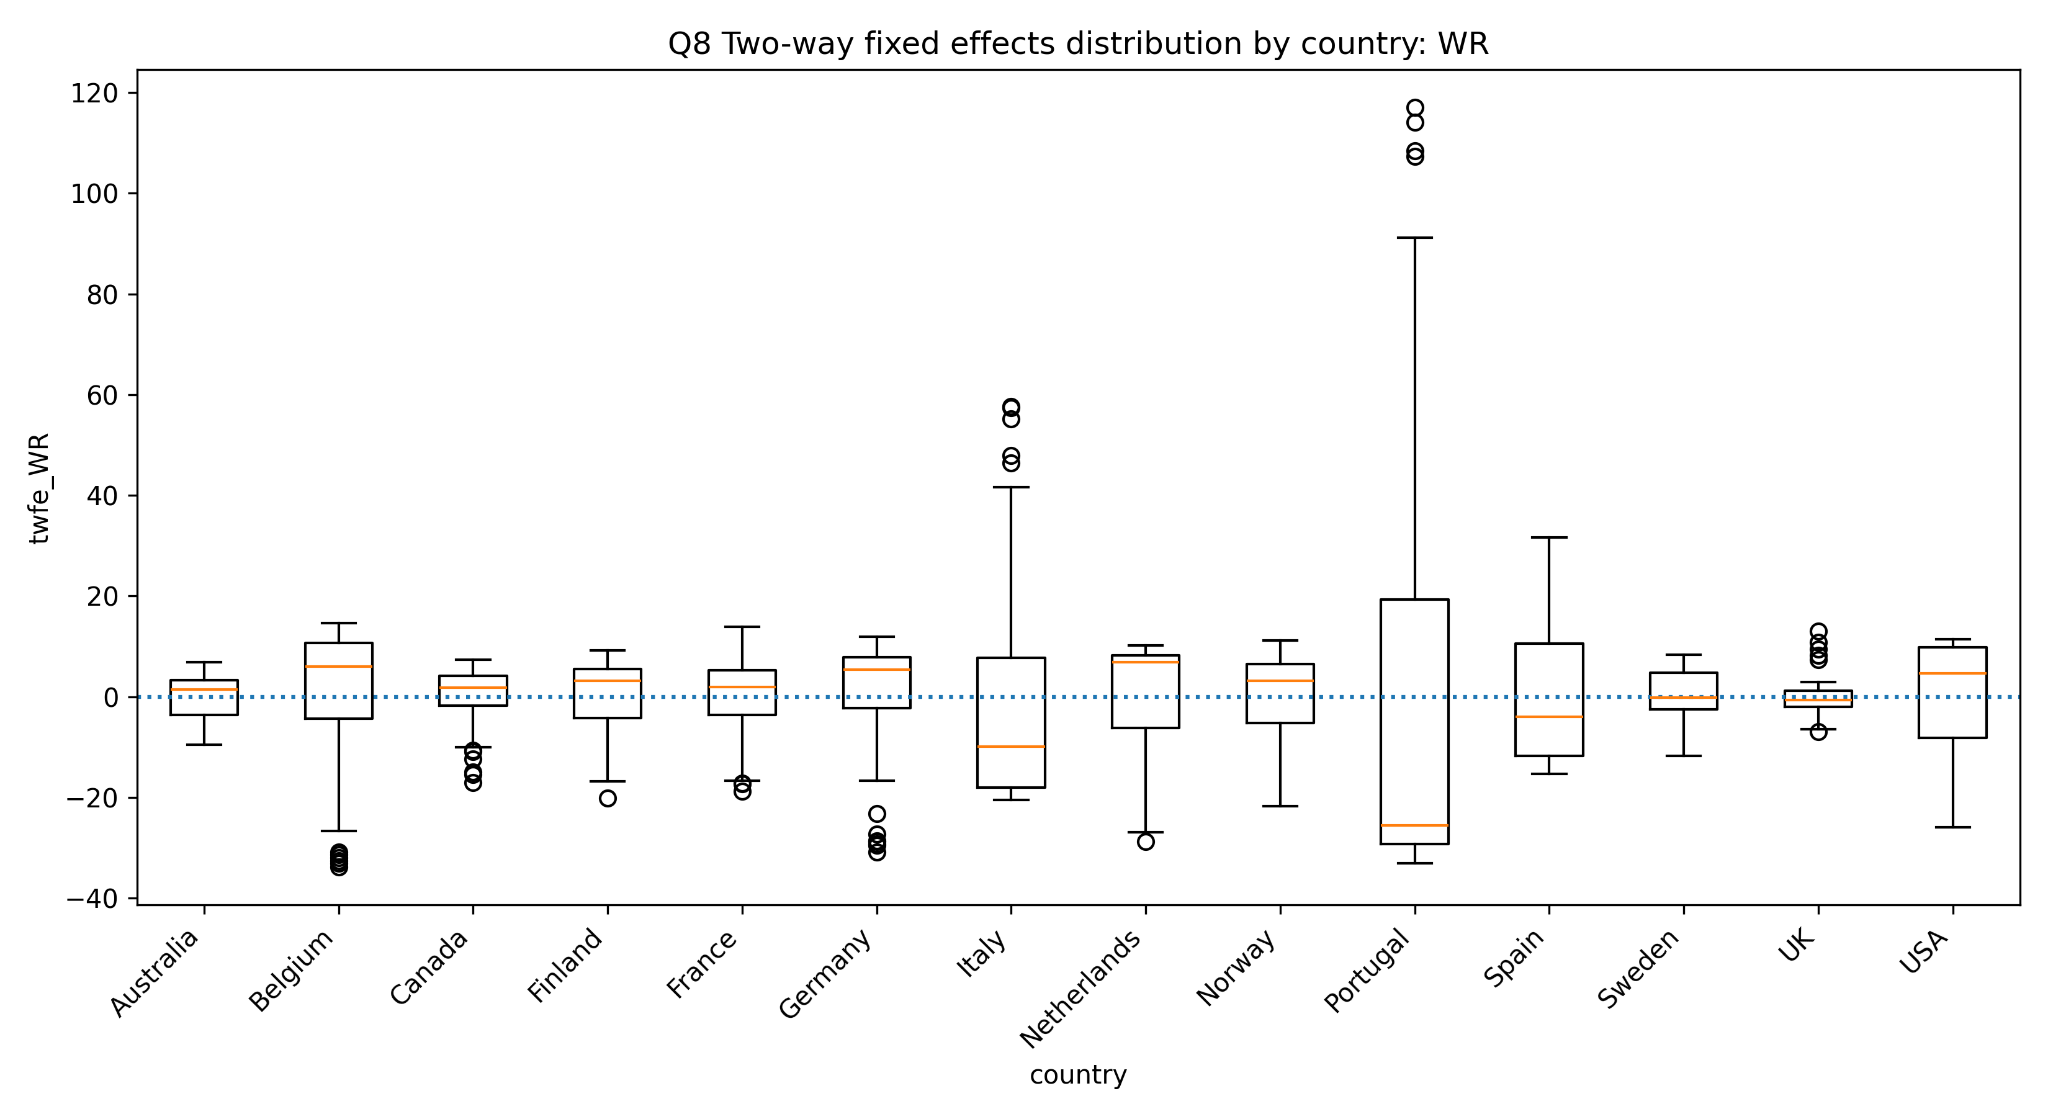 Q8 Two-way fixed effects distribution by country: WR
120
100
80
60
40
20
0
−20
−40
twfe_WR
Australia
Belgium
Canada
Finland
France
Germany
Italy
Netherlands
Norway
Portugal
Spain
Sweden
UK
USA
country